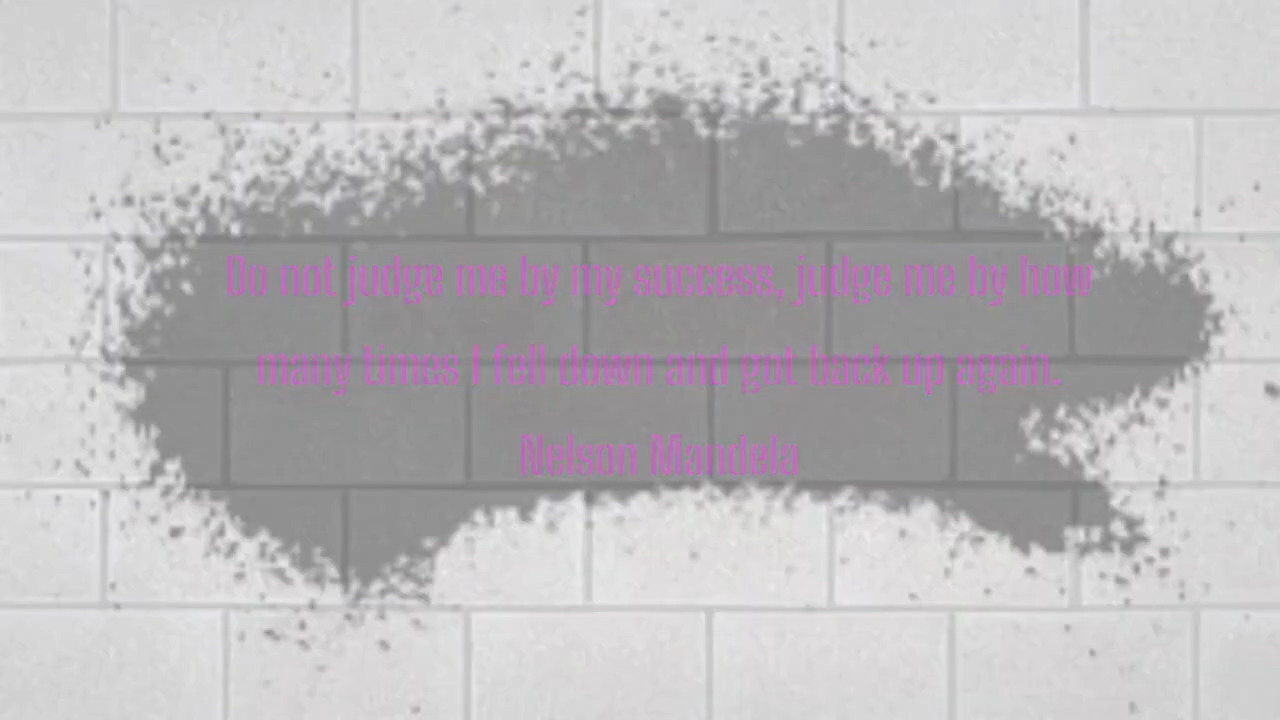 Do not judge me by my success, judge me by how
many times I fell down and got back up again.
Nelson Mandela